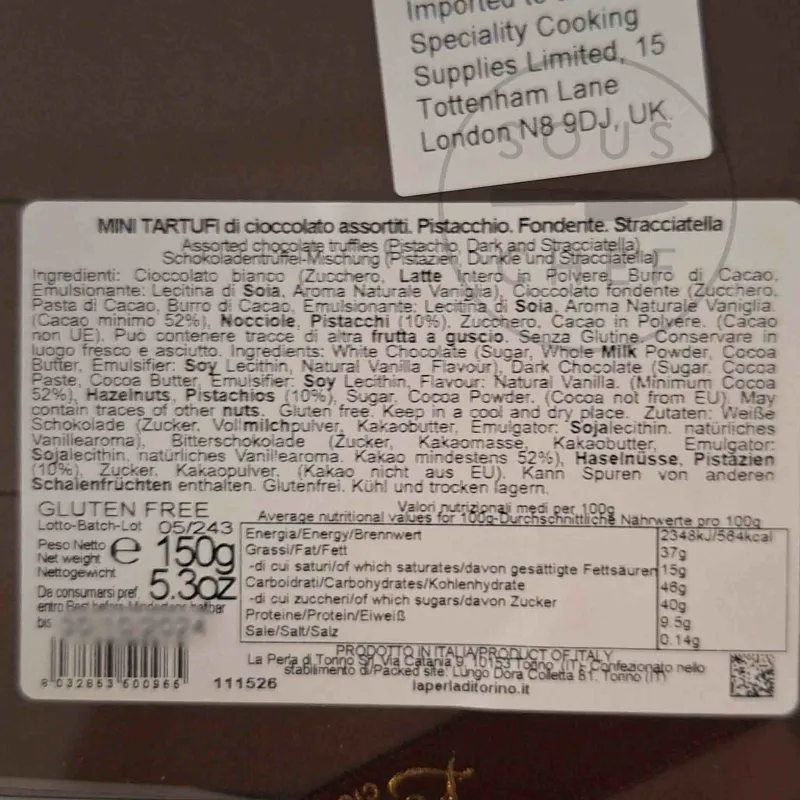 Imported
Speciality Cooking
Supplies Limited, 15
Tottenham Lane
London N8 9DJ, UK.
SOUS
MINI TARTUFI di cioccolato assortiti. Pistacchio. Fondente. Stracciatella
Assorted chocolate truffles (Pistachio, Dark and Stracciatella)
Schokoladentrüffel-Mischung (Pistazien, Dunkle und Stracciatella)
Ingredienti: Cioccolato bianco (Zucchero, Latte Intero in Polvere, Burro di Cacao,
Emulsionante: Lecitina di Soia, Aroma Naturale Vaniglia), Cioccolato fondente (Zucchero,
Pasta di Cacao, Burro di Cacao, Emulsionante: Lecitina di Soia, Aroma Naturale Vaniglia.
(Cacao minimo 52%), Nocciole, Pistacchi (10%), Zucchero, Cacao in Polvere. (Cacao
non UE). Può contenere tracce di altra frutta a guscio. Senza Glutine. Conservare in
luogo fresco e asciutto. Ingredients: White Chocolate (Sugar, Whole Milk Powder, Cocoa
Butter, Emulsifier: Soy Lecithin, Natural Vanilla Flavour), Dark Chocolate (Sugar, Cocoa
Paste, Cocoa Butter, Emulsifier: Soy Lecithin, Flavour: Natural Vanilla. (Minimum Cocoa
52%), Hazelnuts, Pistachios (10%), Sugar, Cocoa Powder. (Cocoa not from EU). May
contain traces of other nuts. Gluten free. Keep in a cool and dry place. Zutaten: Weiße
Schokolade (Zucker, Vollmilchpulver, Kakaobutter, Emulgator: Sojalecithin, natürliches
Vanillearoma), Bitterschokolade (Zucker, Kakaomasse, Kakaobutter, Emulgator:
Sojalecithin, natürliches Vanillearoma. Kakao mindestens 52%), Haselnüsse, Pistazien
(10%), Zucker, Kakaopulver. (Kakao nicht aus EU). Kann Spuren von anderen
Schalenfrüchten enthalten. Glutenfrei. Kühl und trocken lagern.
GLUTEN FREE
Lotto-Batch-Lot 05/243
Peso Netto
Net weight
Nettogewicht
e 150g
5.3oz
Da consumarsi pref.
entro Best before Mindestens haltbar
bis
Valori nutrizionali medi per 100g
Average nutritional values for 100g-Durchschnittliche Nährwerte pro 100g
Energia/Energy/Brennwert 2348kJ/584kcal
Grassi/Fat/Fett 37g
-di cui saturi/of which saturates/davon gesättigte Fettsäuren 15g
Carboidrati/Carbohydrates/Kohlenhydrate 46g
-di cui zuccheri/of which sugars/davon Zucker 40g
Proteine/Protein/Eiweiß 9.5g
Sale/Salt/Salz 0.14g
PRODOTTO IN ITALIA/PRODUCT OF ITALY
La Perla di Torino Srl, Via Catania 9, 10153 Torino (IT) Confezionato nello
stabilimento di/Packed site: Lungo Dora Colletta 81. Torino (IT)
laperladitorino.it
8 032863 600966
111526